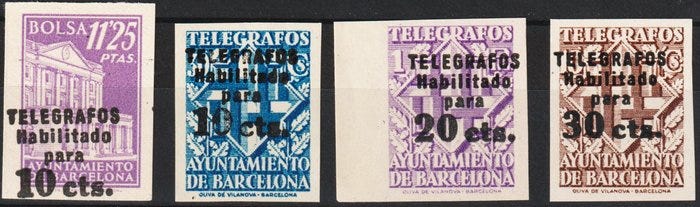 BOLSA 11'25
PTAS.
TELEGRAFOS
Habilitado
para
10 cts.
AYUNTAMIENTO
DE BARCELONA
TELEGRAFOS
TELEGRAFOS
Habilitado
para
10 cts.
AYUNTAMIENTO
DE BARCELONA
OLIVA DE VILANOVA - BARCELONA
TELEGRAFOS
TELEGRAFOS
Habilitado
para
20 cts.
AYUNTAMIENTO
DE BARCELONA
OLIVA DE VILANOVA - BARCELONA
TELEGRAFOS
TELEGRAFOS
Habilitado
para
30 cts.
AYUNTAMIENTO
DE BARCELONA
OLIVA DE VILANOVA - BARCELONA